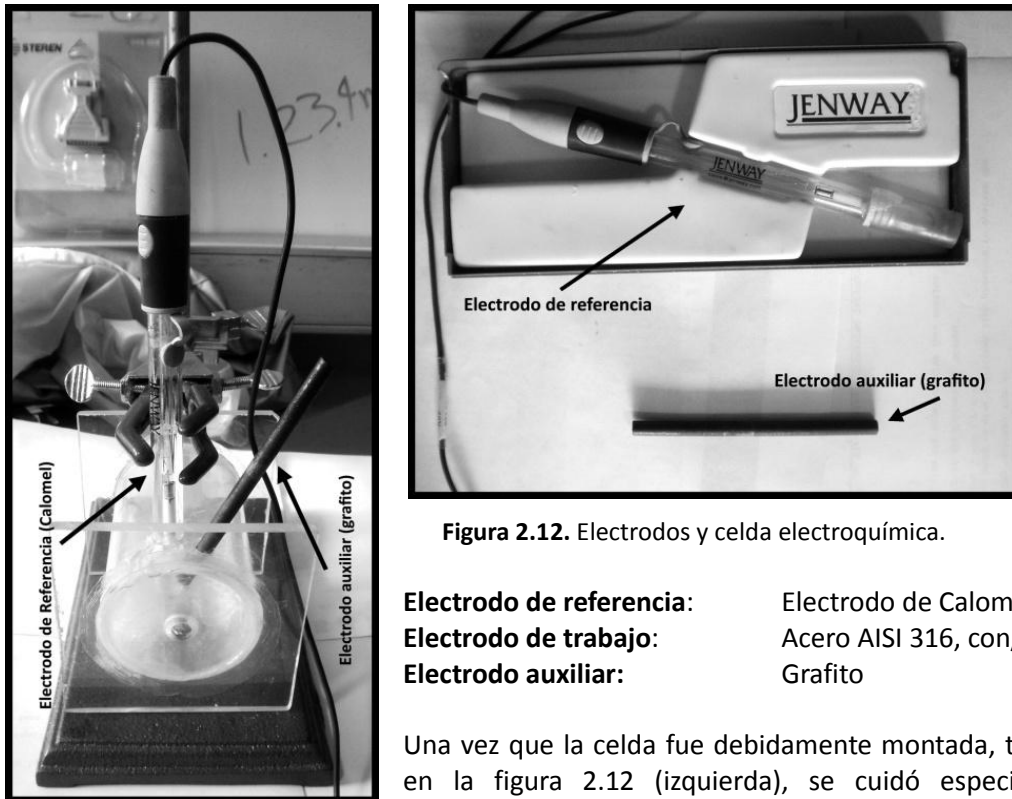 STEREN
1.23.4
JENWAY
Electrodo de Referencia (Calomel)
Electrodo auxiliar (grafito)
JENWAY
JENWAY
Electrodo de referencia
Electrodo auxiliar (grafito)
Figura 2.12. Electrodos y celda electroquímica.
Electrodo de referencia: Electrodo de Calom
Electrodo de trabajo: Acero AISI 316, con,
Electrodo auxiliar: Grafito
Una vez que la celda fue debidamente montada, t
en la figura 2.12 (izquierda), se cuidó especi